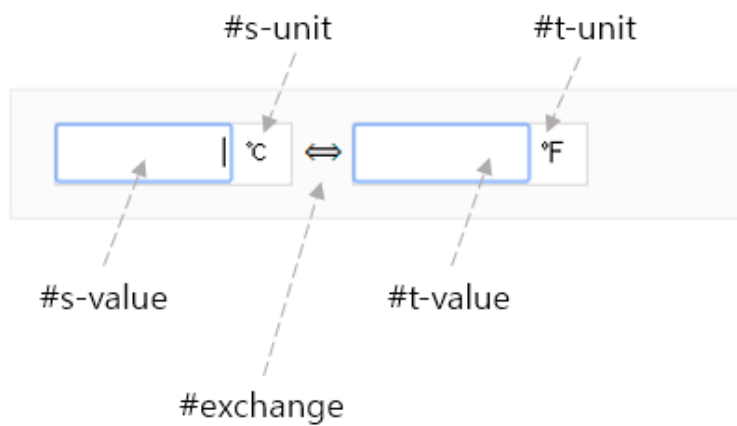 #s-unit #t-unit
℃ ⇔ ℉
#s-value #t-value
#exchange